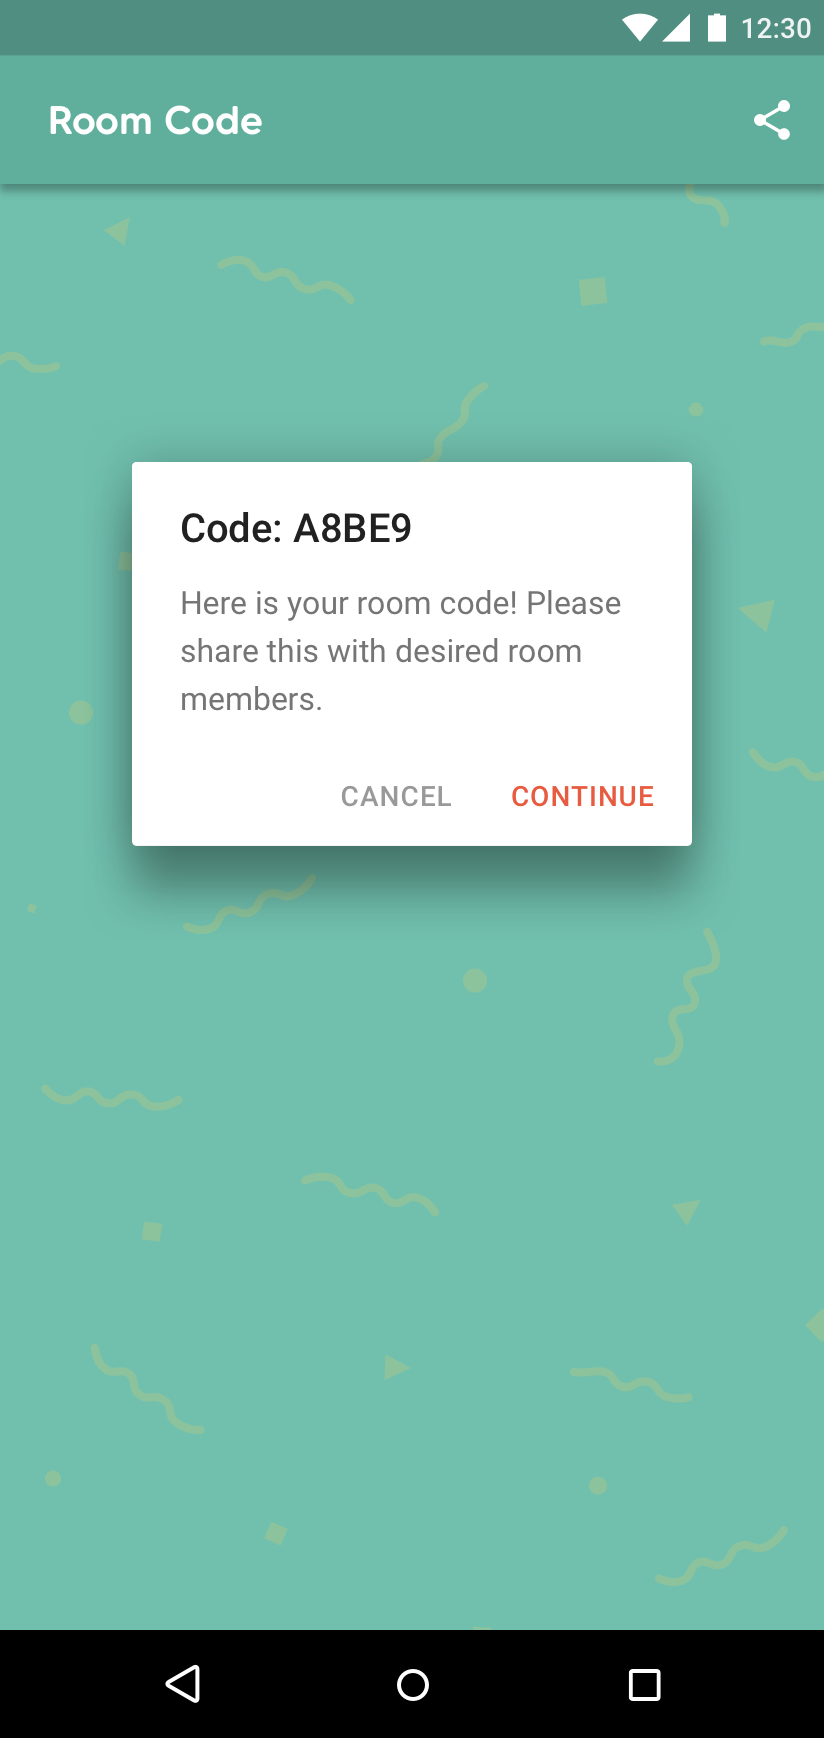 12:30
Room Code
Code: A8BE9
Here is your room code! Please
share this with desired room
members.
CANCEL CONTINUE